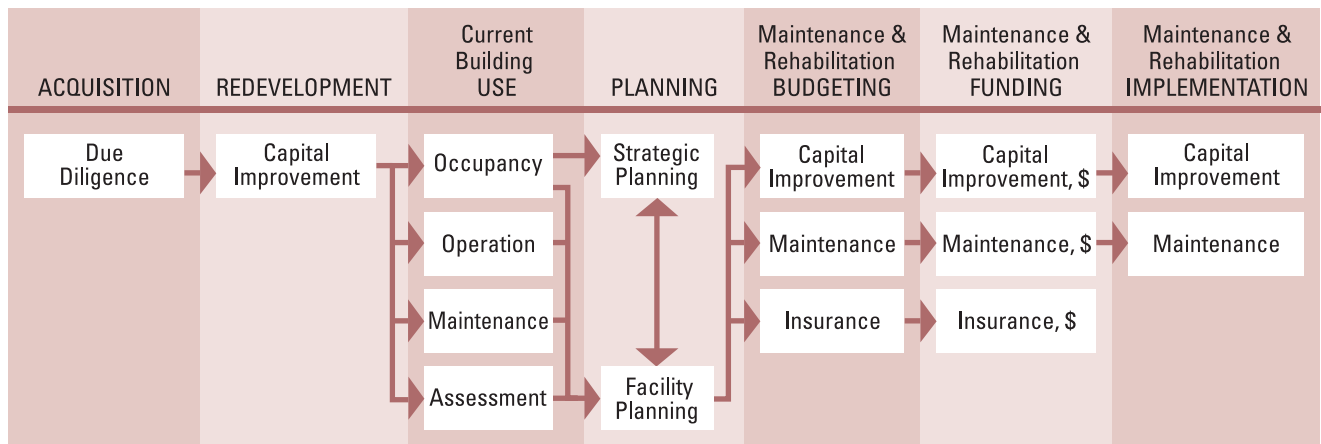 ACQUISITION
REDEVELOPMENT
Current
Building
USE
PLANNING
Maintenance &
Rehabilitation
BUDGETING
Maintenance &
Rehabilitation
FUNDING
Maintenance &
Rehabilitation
IMPLEMENTATION
Due
Diligence
Capital
Improvement
Occupancy
Operation
Maintenance
Assessment
Strategic
Planning
Facility
Planning
Capital
Improvement
Maintenance
Insurance
Capital
Improvement, $
Maintenance, $
Insurance, $
Capital
Improvement
Maintenance